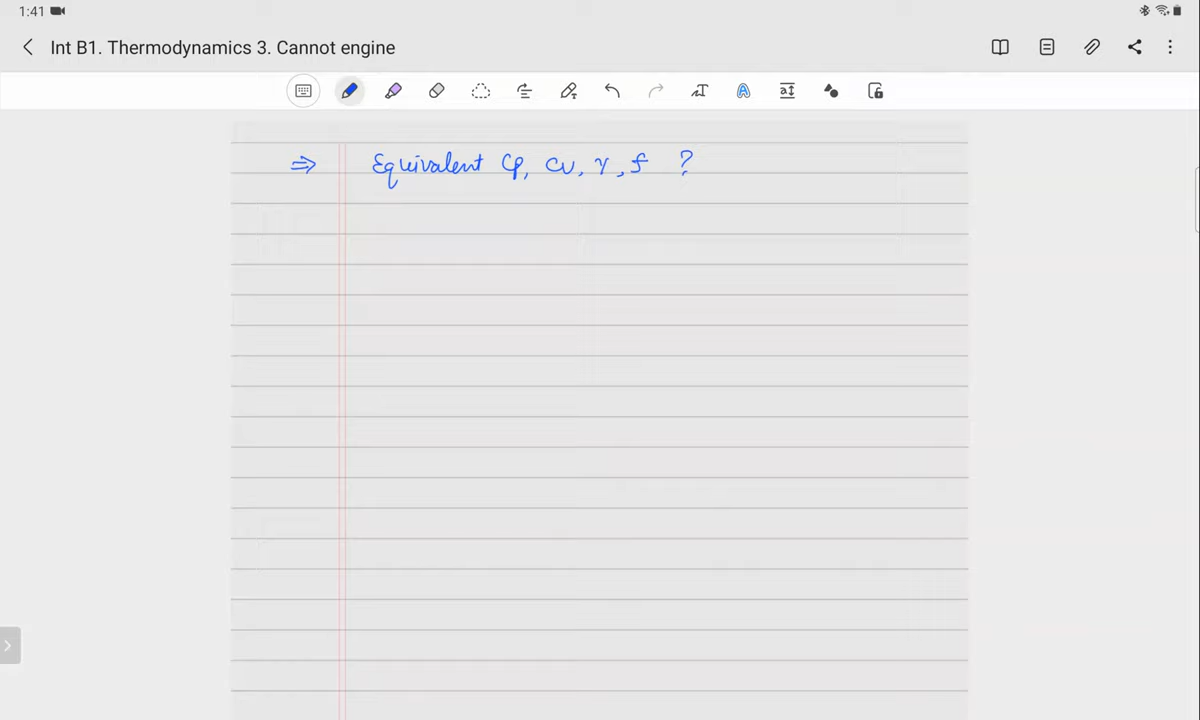 1:41
Int B1. Thermodynamics 3. Cannot engine
⇒ Equivalent Cp, Cv, γ, f ?